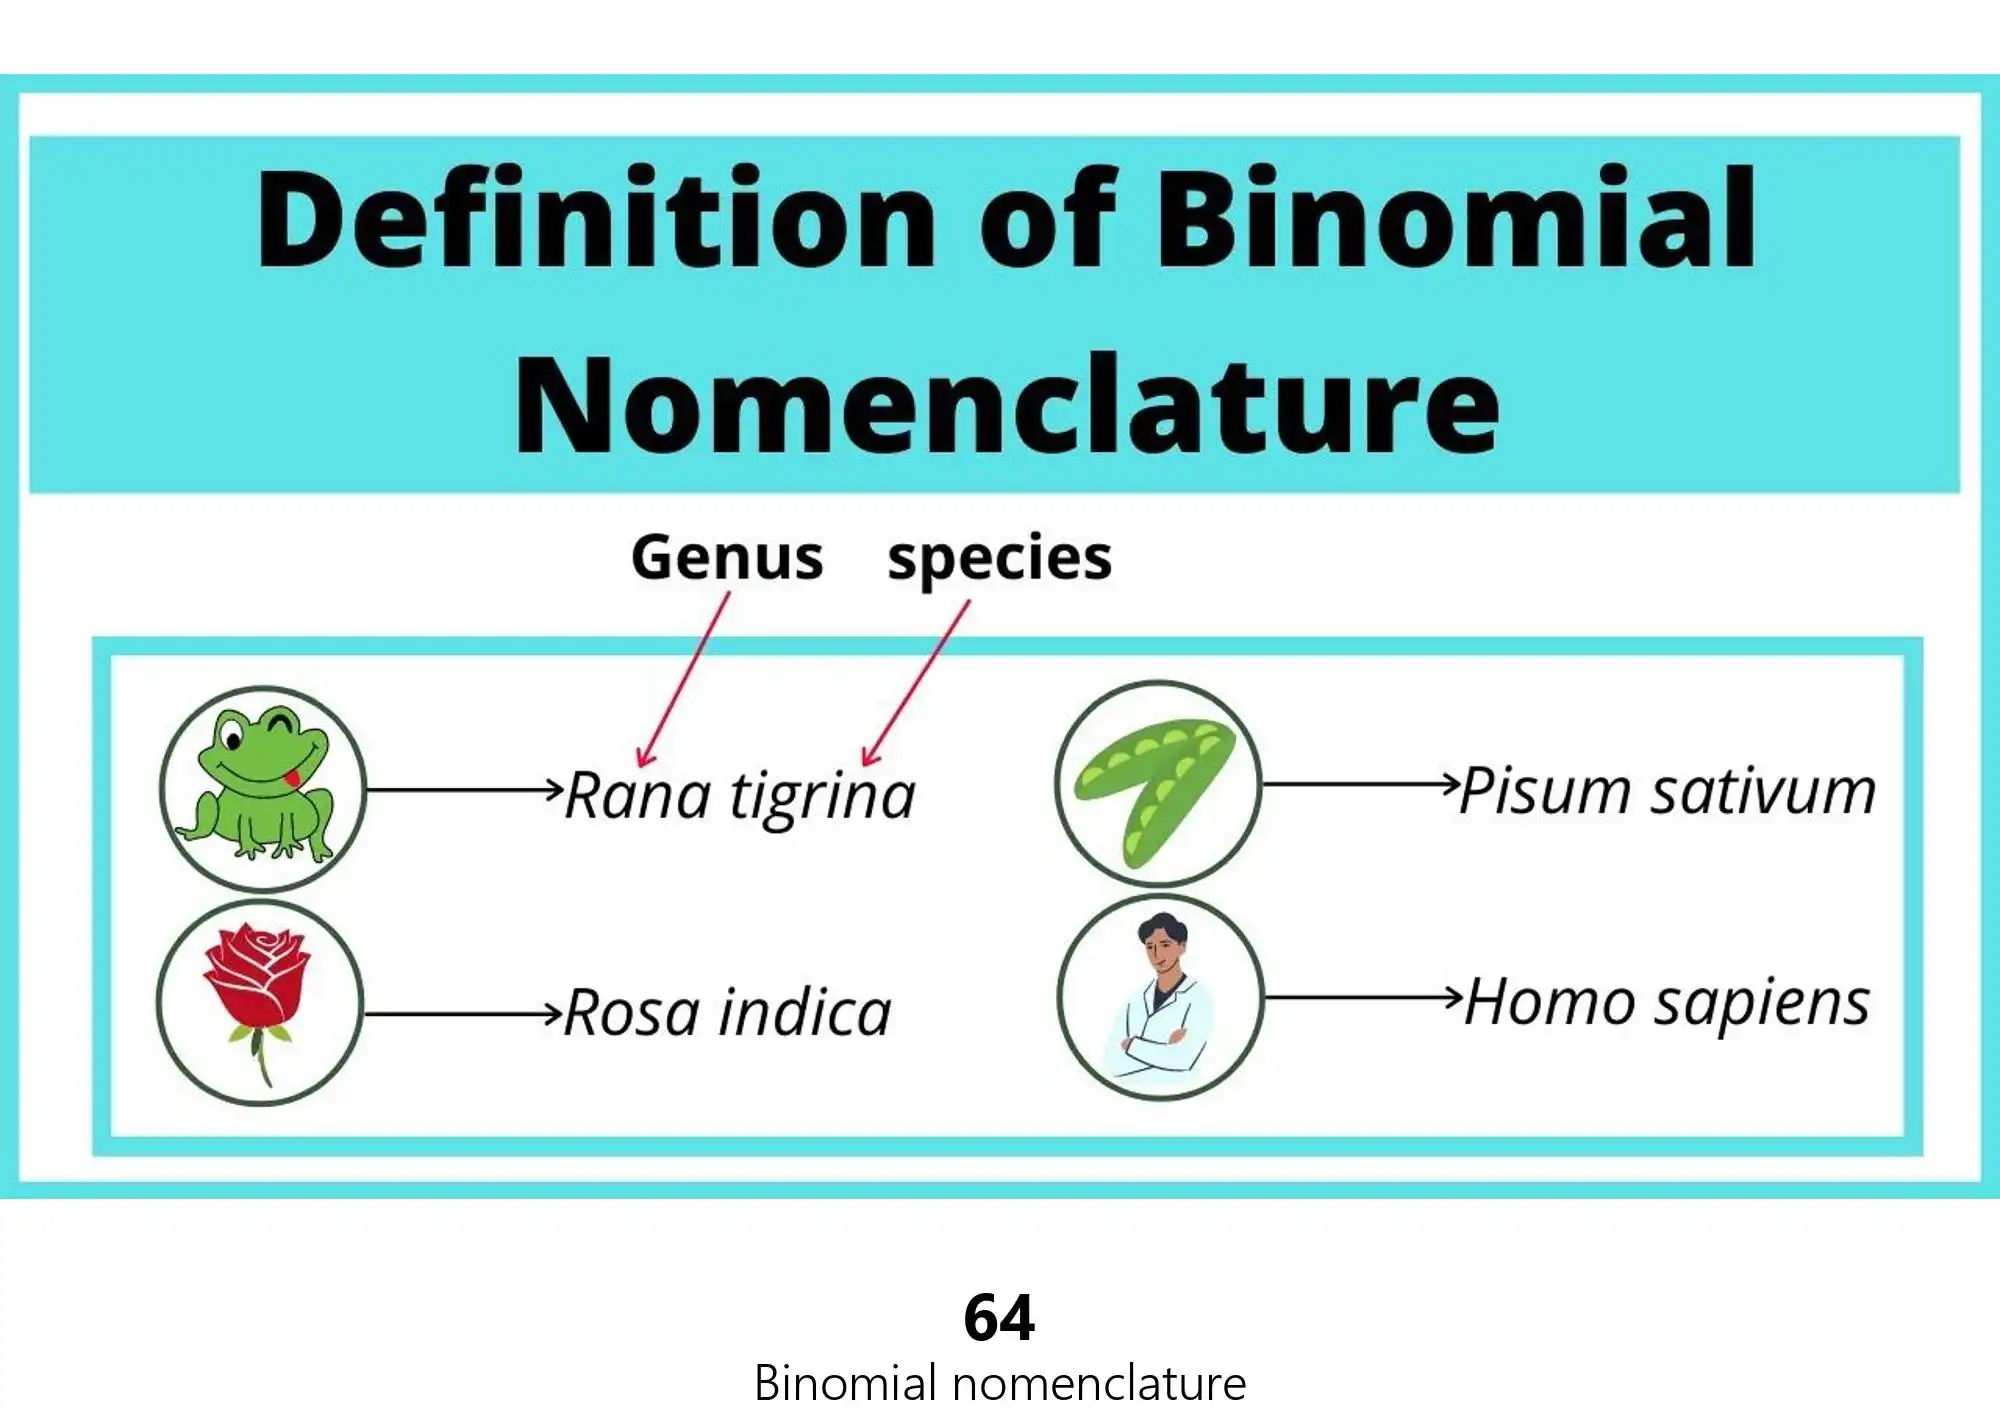 Definition of Binomial
Nomenclature
Genus species
Rana tigrina
Pisum sativum
Rosa indica
Homo sapiens
64
Binomial nomenclature